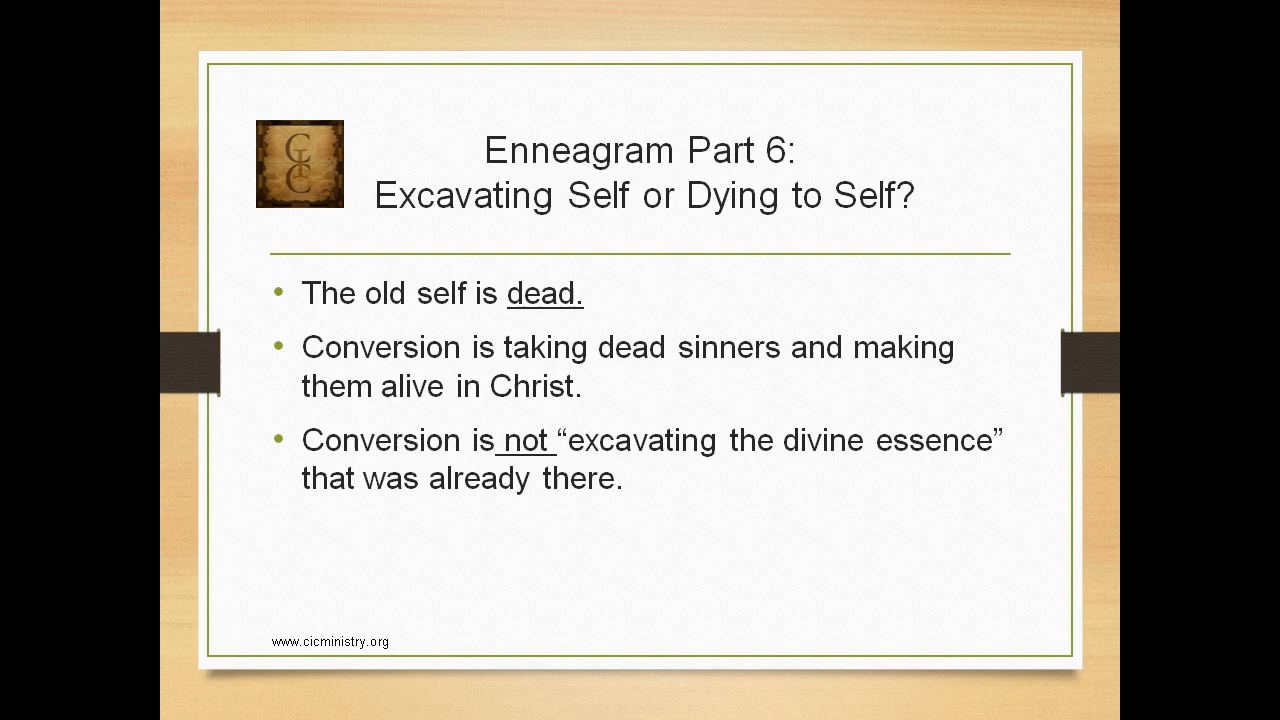 CIC
Enneagram Part 6:
Excavating Self or Dying to Self?
• The old self is dead.
• Conversion is taking dead sinners and making
them alive in Christ.
• Conversion is not “excavating the divine essence”
that was already there.
www.cicministry.org